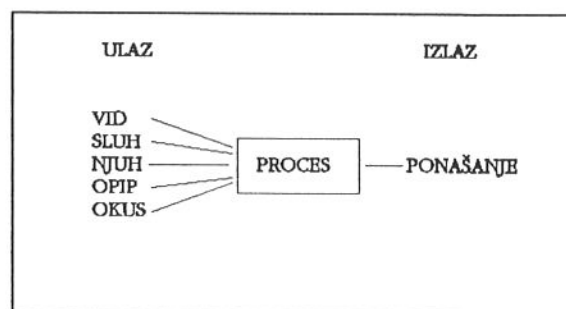 ULAZ IZLAZ
VID
SLUH
NJUH PROCES PONAŠANJE
OPIP
OKUS